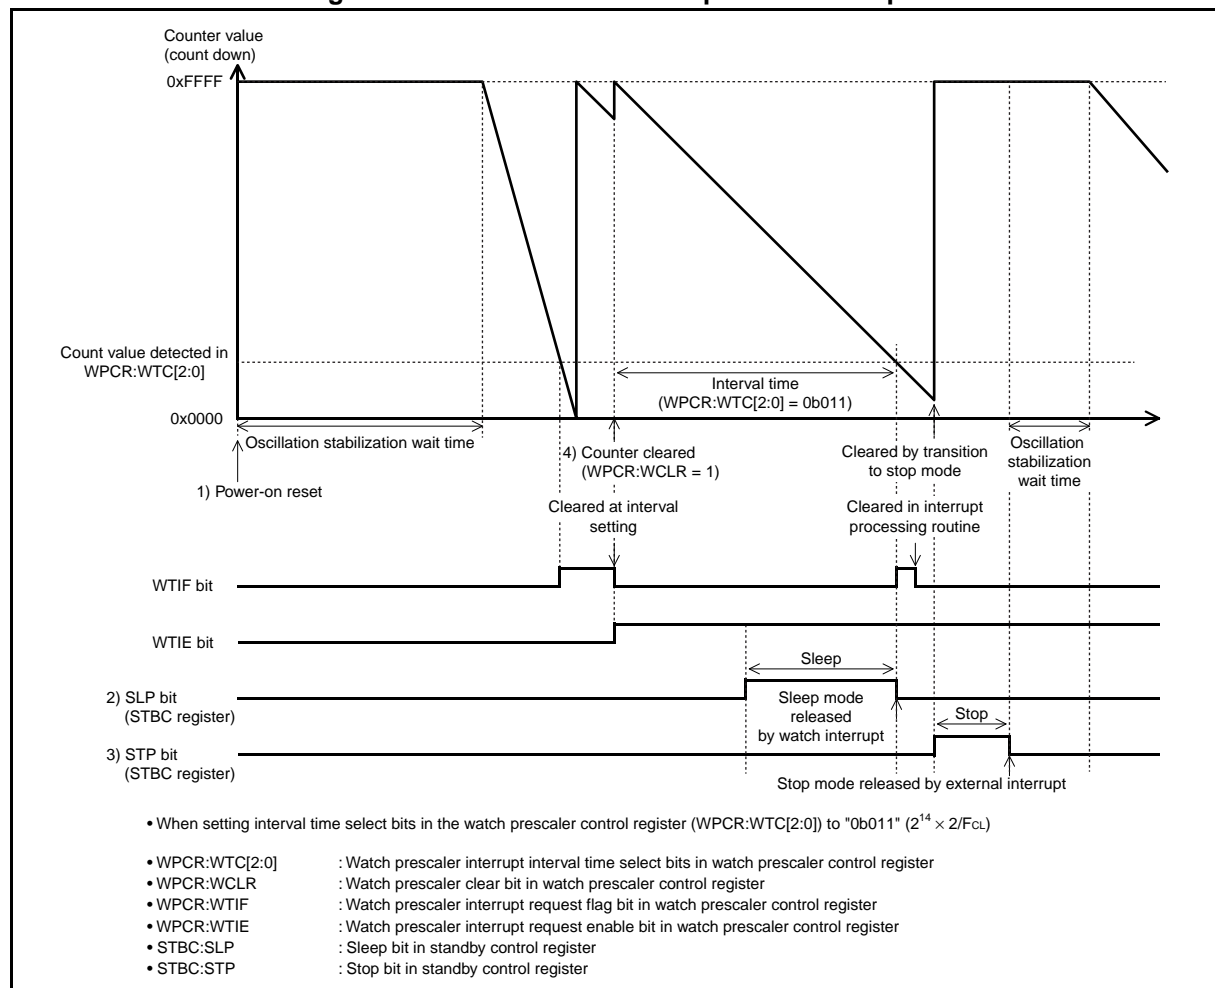 Counter value
(count down)
0xFFFF
Count value detected in
WPCR:WTC[2:0]
Interval time
(WPCR:WTC[2:0] = 0b011)
0x0000
Oscillation stabilization wait time
4) Counter cleared
(WPCR:WCLR = 1)
Cleared by transition
to stop mode
Oscillation
stabilization
wait time
1) Power-on reset
Cleared at interval
setting
Cleared in interrupt
processing routine
WTIF bit
WTIE bit
Sleep
2) SLP bit
(STBC register)
Sleep mode
released
by watch interrupt
Stop
3) STP bit
(STBC register)
Stop mode released by external interrupt
• When setting interval time select bits in the watch prescaler control register (WPCR:WTC[2:0]) to "0b011" (2^14 × 2/FCL)
• WPCR:WTC[2:0] : Watch prescaler interrupt interval time select bits in watch prescaler control register
• WPCR:WCLR : Watch prescaler clear bit in watch prescaler control register
• WPCR:WTIF : Watch prescaler interrupt request flag bit in watch prescaler control register
• WPCR:WTIE : Watch prescaler interrupt request enable bit in watch prescaler control register
• STBC:SLP : Sleep bit in standby control register
• STBC:STP : Stop bit in standby control register